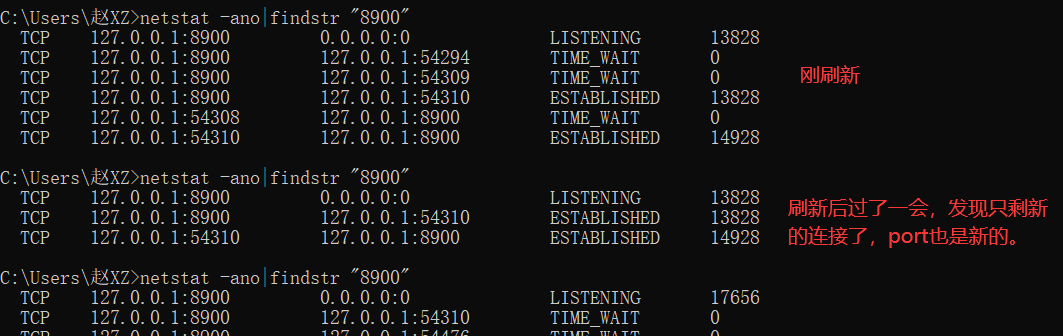 C:\Users\赵XZ>netstat -ano|findstr "8900"
TCP 127.0.0.1:8900 0.0.0.0:0 LISTENING 13828
TCP 127.0.0.1:8900 127.0.0.1:54294 TIME_WAIT 0
TCP 127.0.0.1:8900 127.0.0.1:54309 TIME_WAIT 0
刚刷新
TCP 127.0.0.1:8900 127.0.0.1:54310 ESTABLISHED 13828
TCP 127.0.0.1:54308 127.0.0.1:8900 TIME_WAIT 0
TCP 127.0.0.1:54310 127.0.0.1:8900 ESTABLISHED 14928
C:\Users\赵XZ>netstat -ano|findstr "8900"
TCP 127.0.0.1:8900 0.0.0.0:0 LISTENING 13828
TCP 127.0.0.1:8900 127.0.0.1:54310 ESTABLISHED 13828
TCP 127.0.0.1:54310 127.0.0.1:8900 ESTABLISHED 14928
刷新后过了一会，发现只剩新
的连接了，port也是新的。
C:\Users\赵XZ>netstat -ano|findstr "8900"
TCP 127.0.0.1:8900 0.0.0.0:0 LISTENING 17656
TCP 127.0.0.1:8900 127.0.0.1:54310 TIME_WAIT 0
TCP 127.0.0.1:8900 127.0.0.1:54476 TIME_WAIT 0